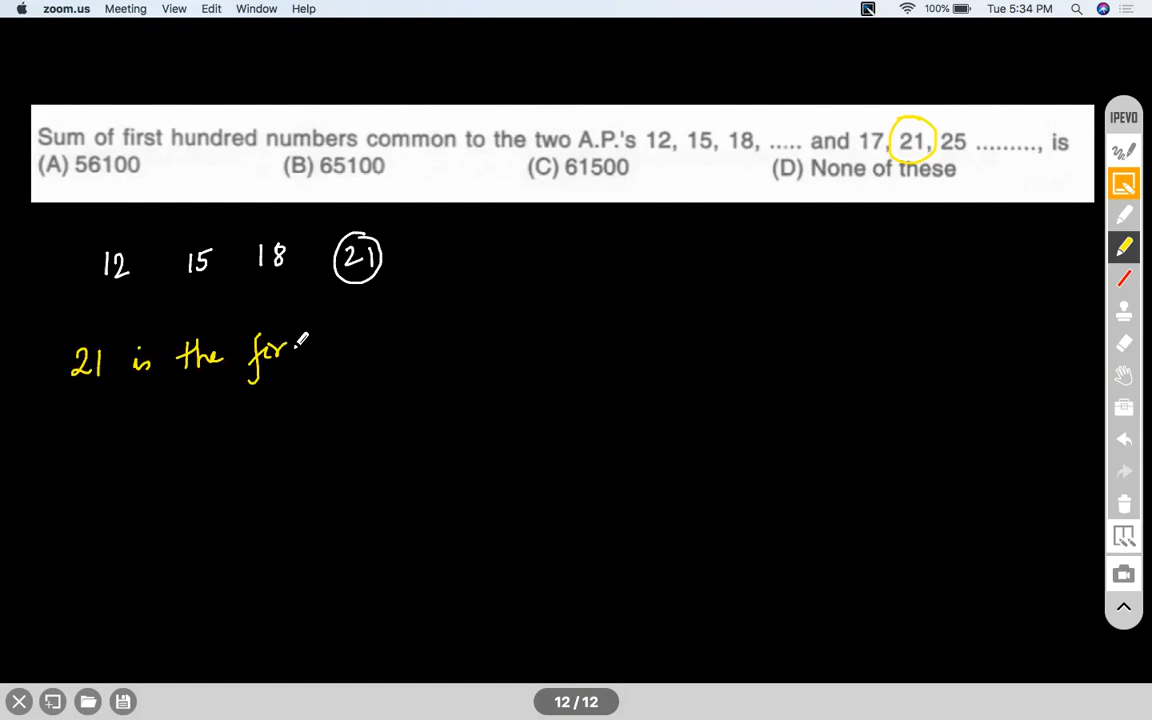 zoom.us Meeting View Edit Window Help 100% Tue 5:34 PM
Sum of first hundred numbers common to the two A.P.'s 12, 15, 18, ..... and 17, 21, 25 ........., is
(A) 56100 (B) 65100 (C) 61500 (D) None of these
IPEVO
12 15 18 21
21 is the fir
12 / 12